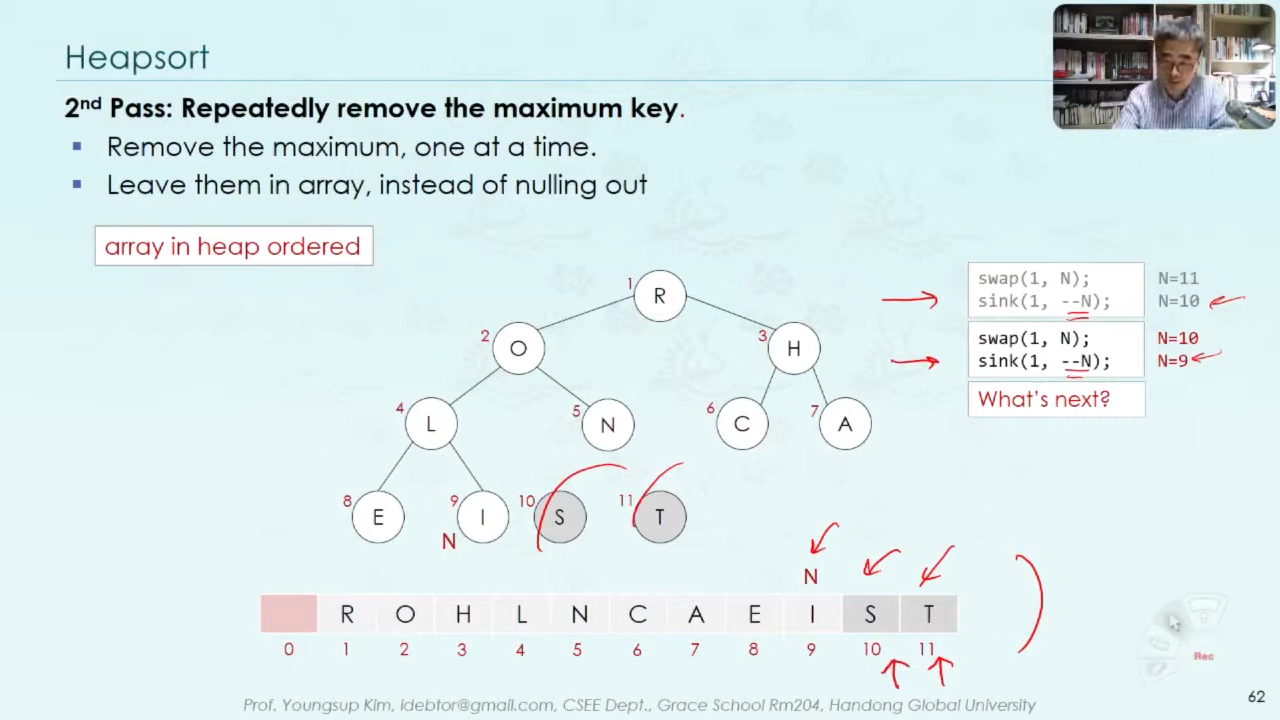 Heapsort
2nd Pass: Repeatedly remove the maximum key.
▪ Remove the maximum, one at a time.
▪ Leave them in array, instead of nulling out
array in heap ordered
swap(1, N); N=11
sink(1, --N); N=10
swap(1, N); N=10
sink(1, --N); N=9
What's next?
1 R
2 O 3 H
4 L 5 N 6 C 7 A
8 E 9 I 10 S 11 T
N
N
R O H L N C A E I S T
0 1 2 3 4 5 6 7 8 9 10 11
Rec
Prof. Youngsup Kim, idebtor@gmail.com, CSEE Dept., Grace School Rm204, Handong Global University
62